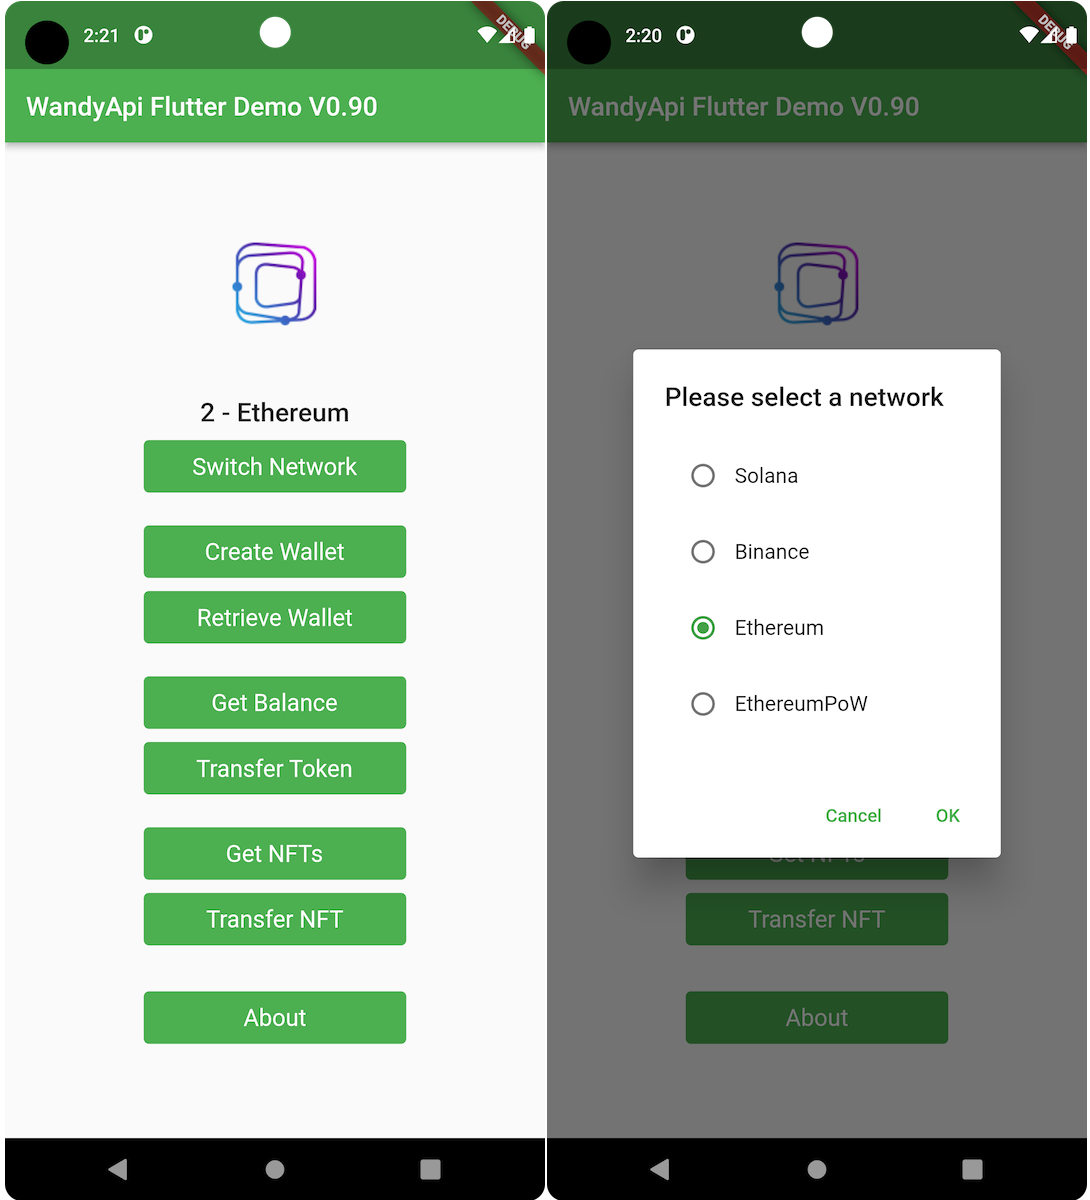 2:21
DEBUG
WandyApi Flutter Demo V0.90
2 - Ethereum
Switch Network
Create Wallet
Retrieve Wallet
Get Balance
Transfer Token
Get NFTs
Transfer NFT
About
2:20
DEBUG
WandyApi Flutter Demo V0.90
Please select a network
Solana
Binance
Ethereum
EthereumPoW
Cancel OK
Get NFTs
Transfer NFT
About